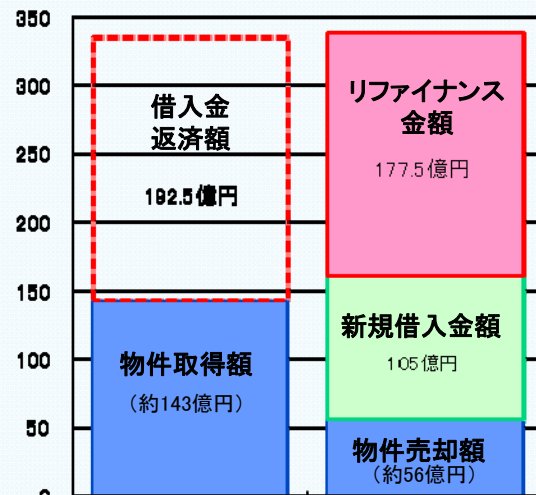 350
300
250
200
150
100
50
0
借入金
返済額
192.5億円
物件取得額
(約143億円)
リファイナンス
金額
177.5億円
新規借入金額
105億円
物件売却額
(約56億円)